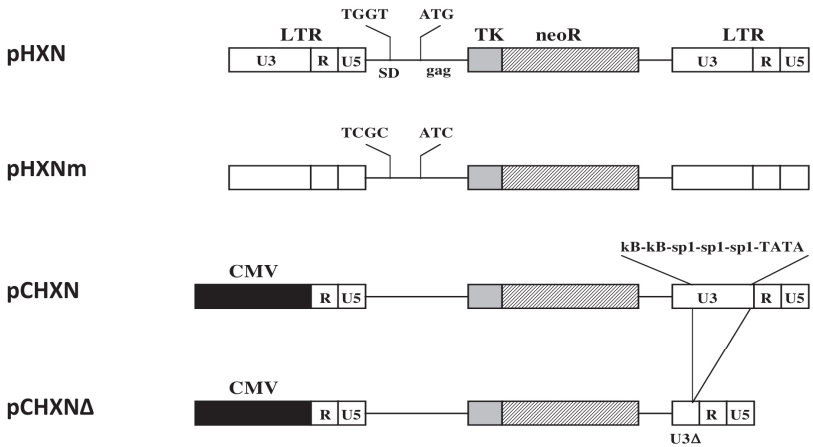 TGGT ATG
pHXN LTR TK neoR LTR
U3 R U5 SD gag U3 R U5
TCGC ATC
pHXNm
kB-kB-sp1-sp1-sp1-TATA
pCHXN CMV
R U5 U3 R U5
pCHXNΔ CMV
R U5 R U5
U3Δ